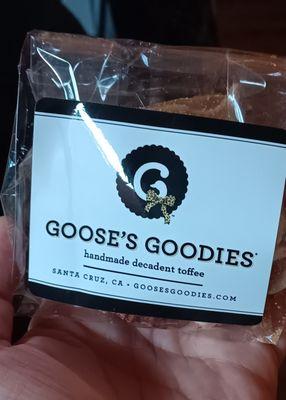 G
GOOSE'S GOODIES®
handmade decadent toffee
SANTA CRUZ, CA • GOOSESGOODIES.COM